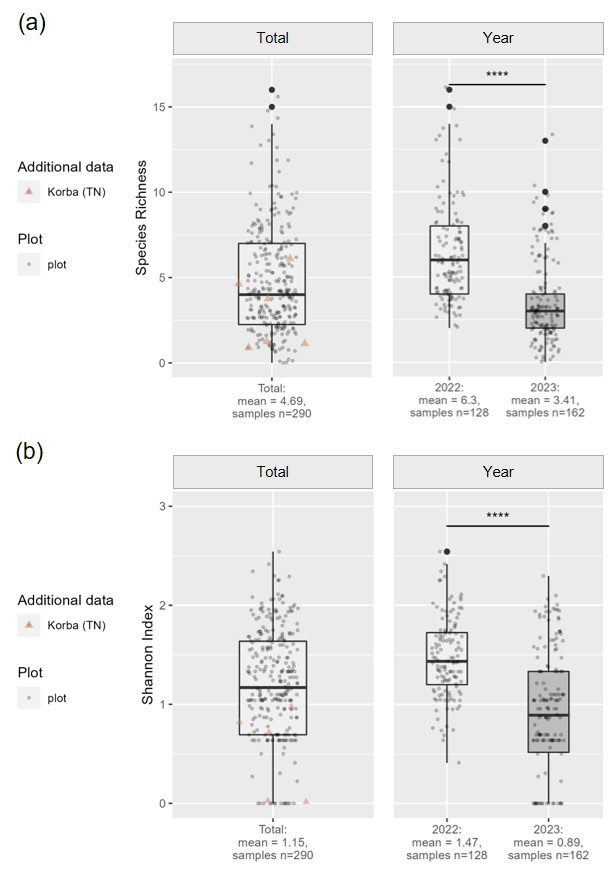 (a)
Total
Year
****
15
10
5
0
Species Richness
Additional data
Korba (TN)
Plot
plot
Total:
mean = 4.69,
samples n=290
2022:
mean = 6.3,
samples n=128
2023:
mean = 3.41,
samples n=162
(b)
Total
Year
****
3
2
1
0
Shannon Index
Additional data
Korba (TN)
Plot
plot
Total:
mean = 1.15,
samples n=290
2022:
mean = 1.47,
samples n=128
2023:
mean = 0.89,
samples n=162